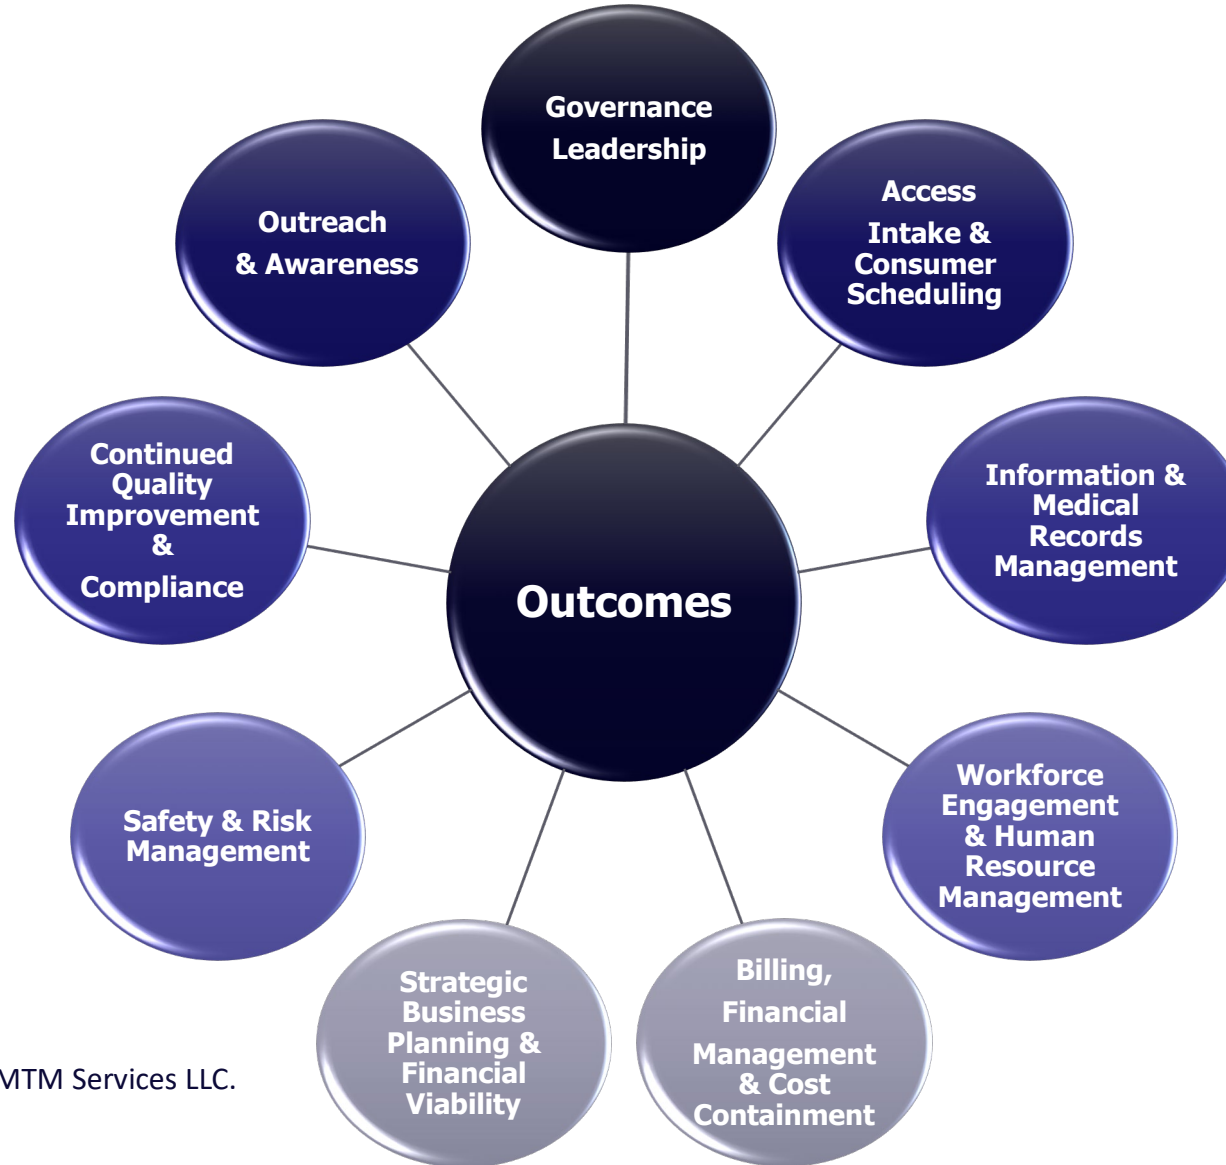 Governance
Leadership
Access
Intake &
Consumer
Scheduling
Outreach
& Awareness
Continued
Quality
Improvement
&
Compliance
Information &
Medical
Records
Management
Outcomes
Safety & Risk
Management
Workforce
Engagement
& Human
Resource
Management
Strategic
Business
Planning &
Financial
Viability
Billing,
Financial
Management
& Cost
Containment
MTM Services LLC.